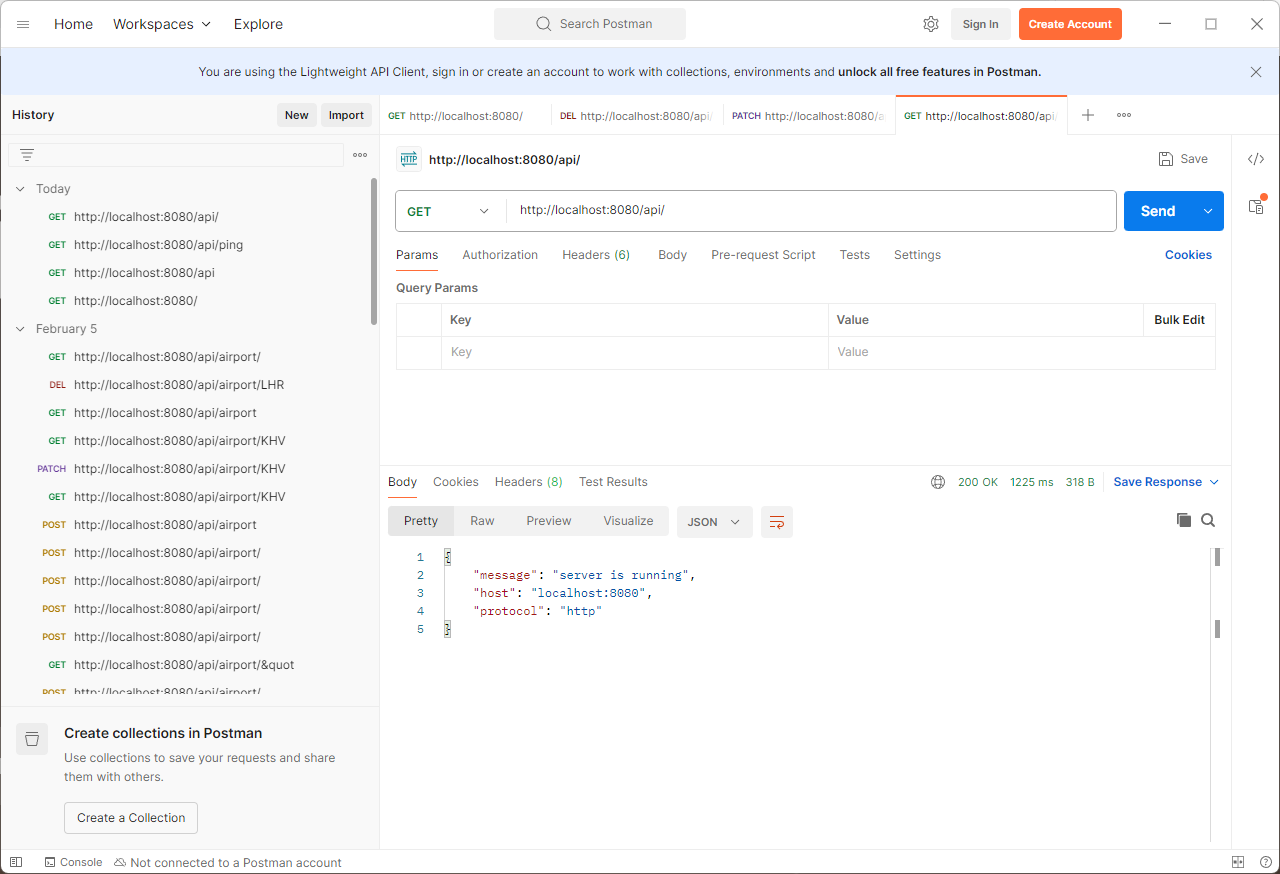 Home Workspaces Explore Search Postman Sign In Create Account
You are using the Lightweight API Client, sign in or create an account to work with collections, environments and unlock all free features in Postman.
History New Import
GET http://localhost:8080/ DEL http://localhost:8080/api/ PATCH http://localhost:8080/a GET http://localhost:8080/api/
HTTP http://localhost:8080/api/ Save
GET http://localhost:8080/api/ Send
Params Authorization Headers (6) Body Pre-request Script Tests Settings Cookies
Query Params
Key Value Bulk Edit
Key Value
Today
GET http://localhost:8080/api/
GET http://localhost:8080/api/ping
GET http://localhost:8080/api
GET http://localhost:8080/
February 5
GET http://localhost:8080/api/airport/
DEL http://localhost:8080/api/airport/LHR
GET http://localhost:8080/api/airport
GET http://localhost:8080/api/airport/KHV
PATCH http://localhost:8080/api/airport/KHV
GET http://localhost:8080/api/airport/KHV
POST http://localhost:8080/api/airport
POST http://localhost:8080/api/airport/
POST http://localhost:8080/api/airport/
POST http://localhost:8080/api/airport/
POST http://localhost:8080/api/airport/
GET http://localhost:8080/api/airport/&quot
POST http://localhost:8080/api/airport/
Body Cookies Headers (8) Test Results 200 OK 1225 ms 318 B Save Response
Pretty Raw Preview Visualize JSON
1 {
2 "message": "server is running",
3 "host": "localhost:8080",
4 "protocol": "http"
5 }
Create collections in Postman
Use collections to save your requests and share
them with others.
Create a Collection
Console Not connected to a Postman account